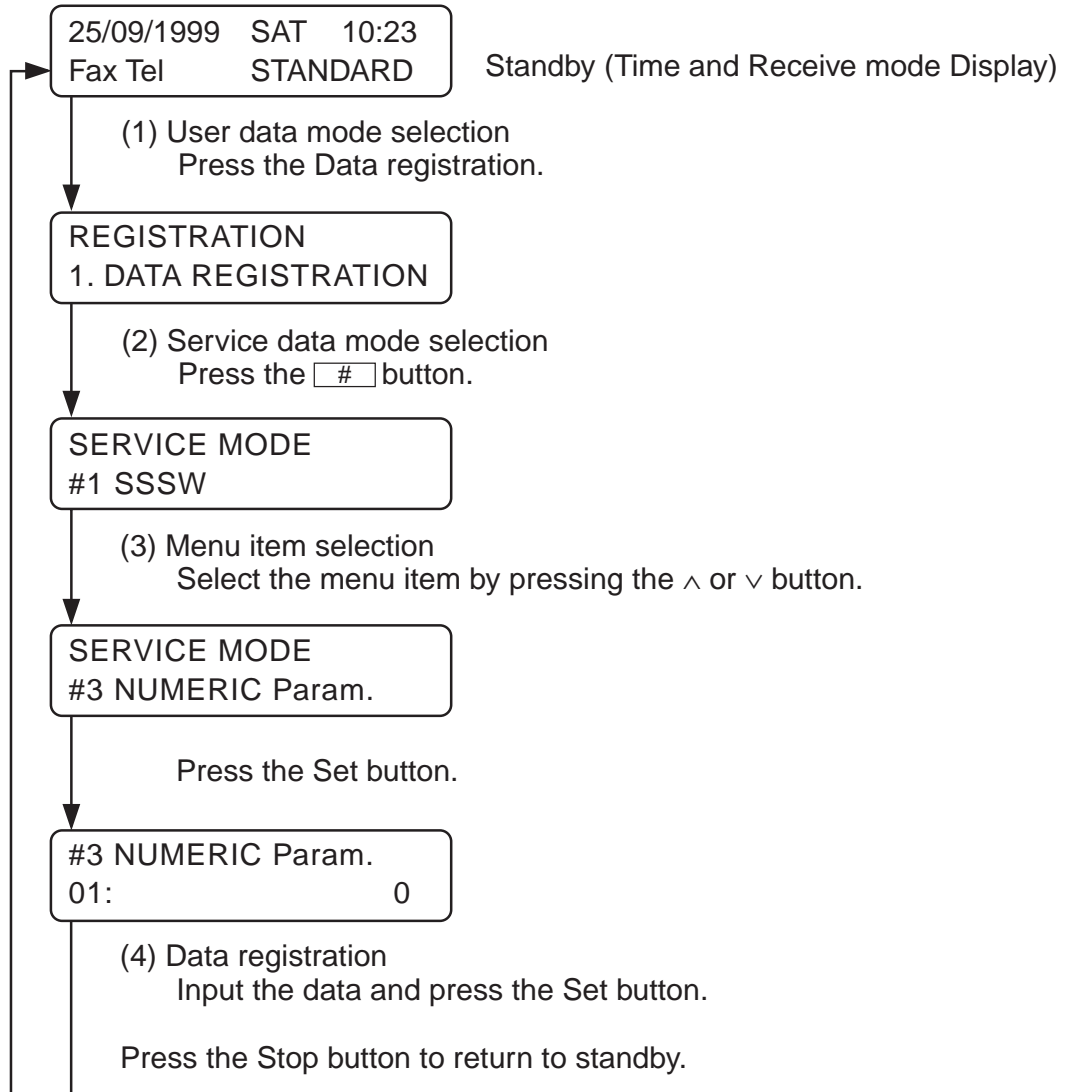 25/09/1999 SAT 10:23
Fax Tel STANDARD
Standby (Time and Receive mode Display)
(1) User data mode selection
Press the Data registration.
REGISTRATION
1. DATA REGISTRATION
(2) Service data mode selection
Press the # button.
SERVICE MODE
#1 SSSW
(3) Menu item selection
Select the menu item by pressing the ∧ or ∨ button.
SERVICE MODE
#3 NUMERIC Param.
Press the Set button.
#3 NUMERIC Param.
01: 0
(4) Data registration
Input the data and press the Set button.
Press the Stop button to return to standby.